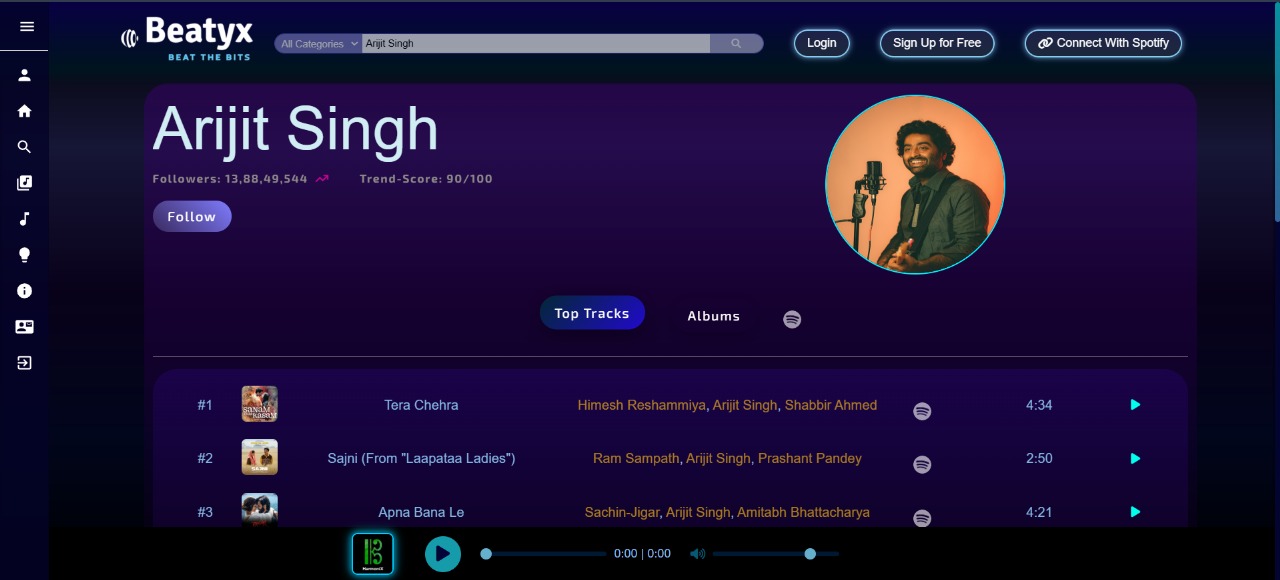 Beatyx
BEAT THE BITS
All Categories Arijit Singh
Login
Sign Up for Free
Connect With Spotify
Arijit Singh
Followers: 13,88,49,544 Trend-Score: 90/100
Follow
Top Tracks Albums
#1 Tera Chehra Himesh Reshammiya, Arijit Singh, Shabbir Ahmed 4:34
#2 Sajni (From "Laapataa Ladies") Ram Sampath, Arijit Singh, Prashant Pandey 2:50
#3 Apna Bana Le Sachin-Jigar, Arijit Singh, Amitabh Bhattacharya 4:21
0:00 | 0:00